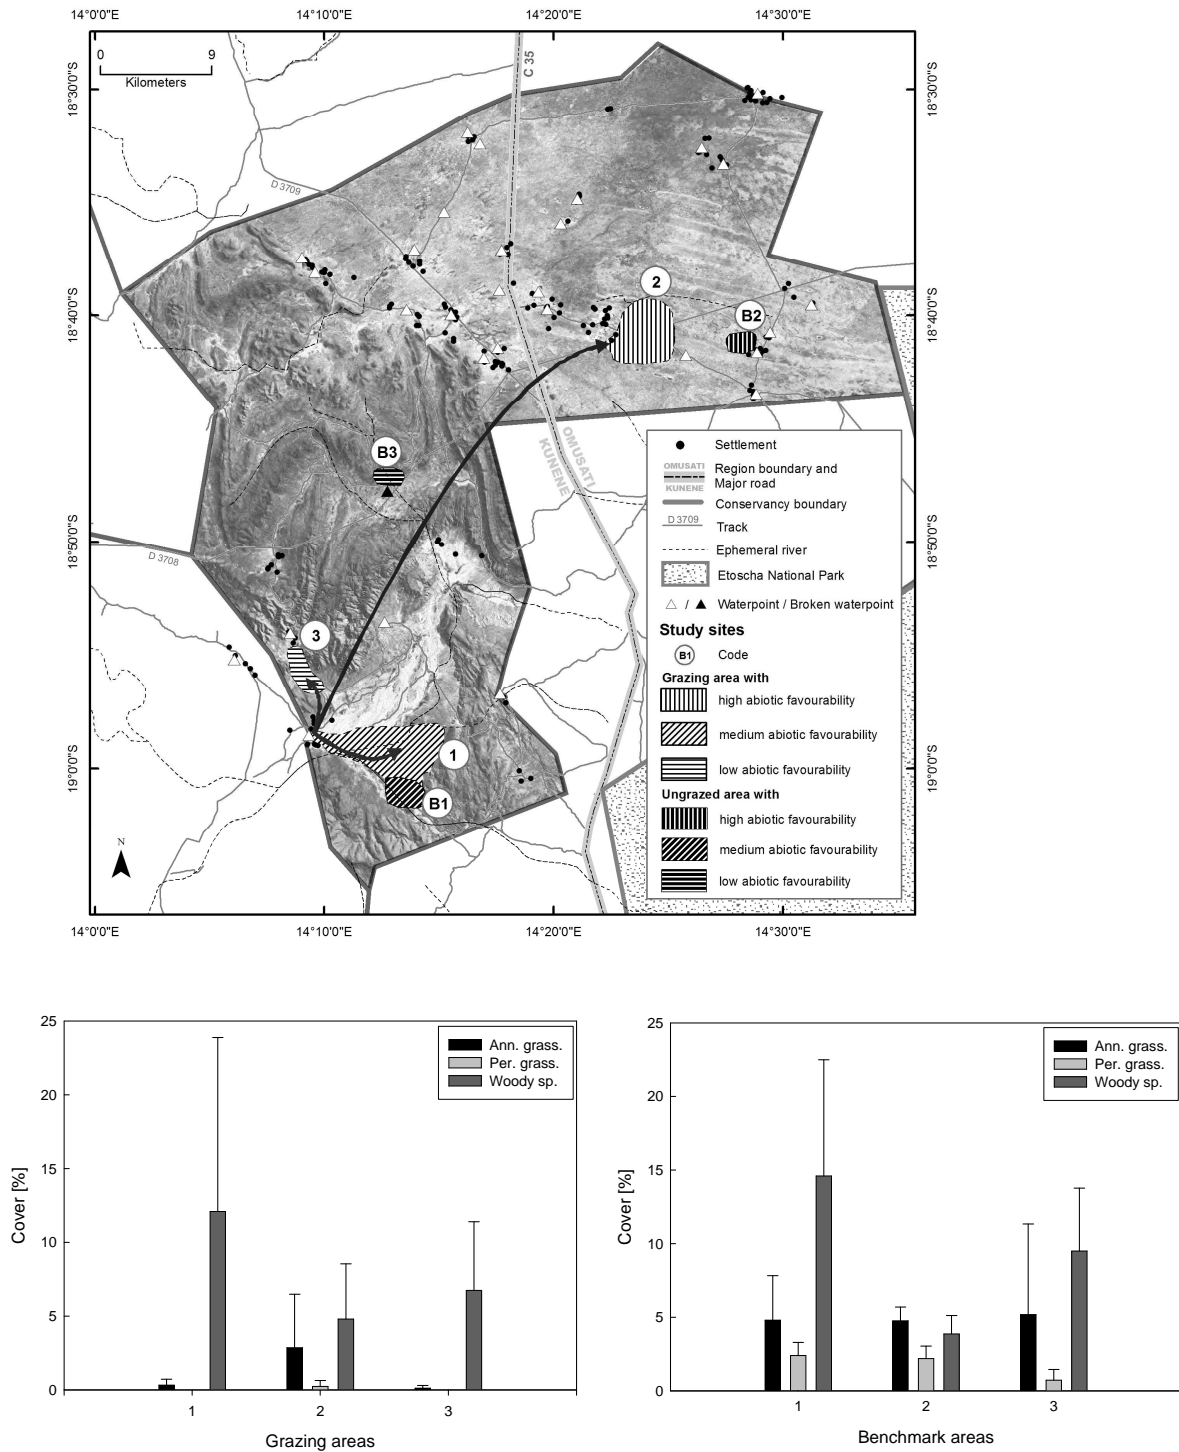 14°0'0"E 14°10'0"E 14°20'0"E 14°30'0"E
0 9
Kilometers
C 35
18°30'0"S 18°30'0"S
D 3709
2
18°40'0"S 18°40'0"S
B2
B3
OMUSATI
KUNENE
18°50'0"S 18°50'0"S
D 3708
3
1
19°0'0"S 19°0'0"S
B1
N
Settlement
OMUSATI
KUNENE
Region boundary and
Major road
Conservancy boundary
D 3709
Track
Ephemeral river
Etoscha National Park
/
Waterpoint / Broken waterpoint
Study sites
B1
Code
Grazing area with
high abiotic favourability
medium abiotic favourability
low abiotic favourability
Ungrazed area with
high abiotic favourability
medium abiotic favourability
low abiotic favourability
14°0'0"E 14°10'0"E 14°20'0"E 14°30'0"E
25
20
15
10
5
0
Cover [%]
Ann. grass.
Per. grass.
Woody sp.
1 2 3
Grazing areas
25
20
15
10
5
0
Cover [%]
Ann. grass.
Per. grass.
Woody sp.
1 2 3
Benchmark areas